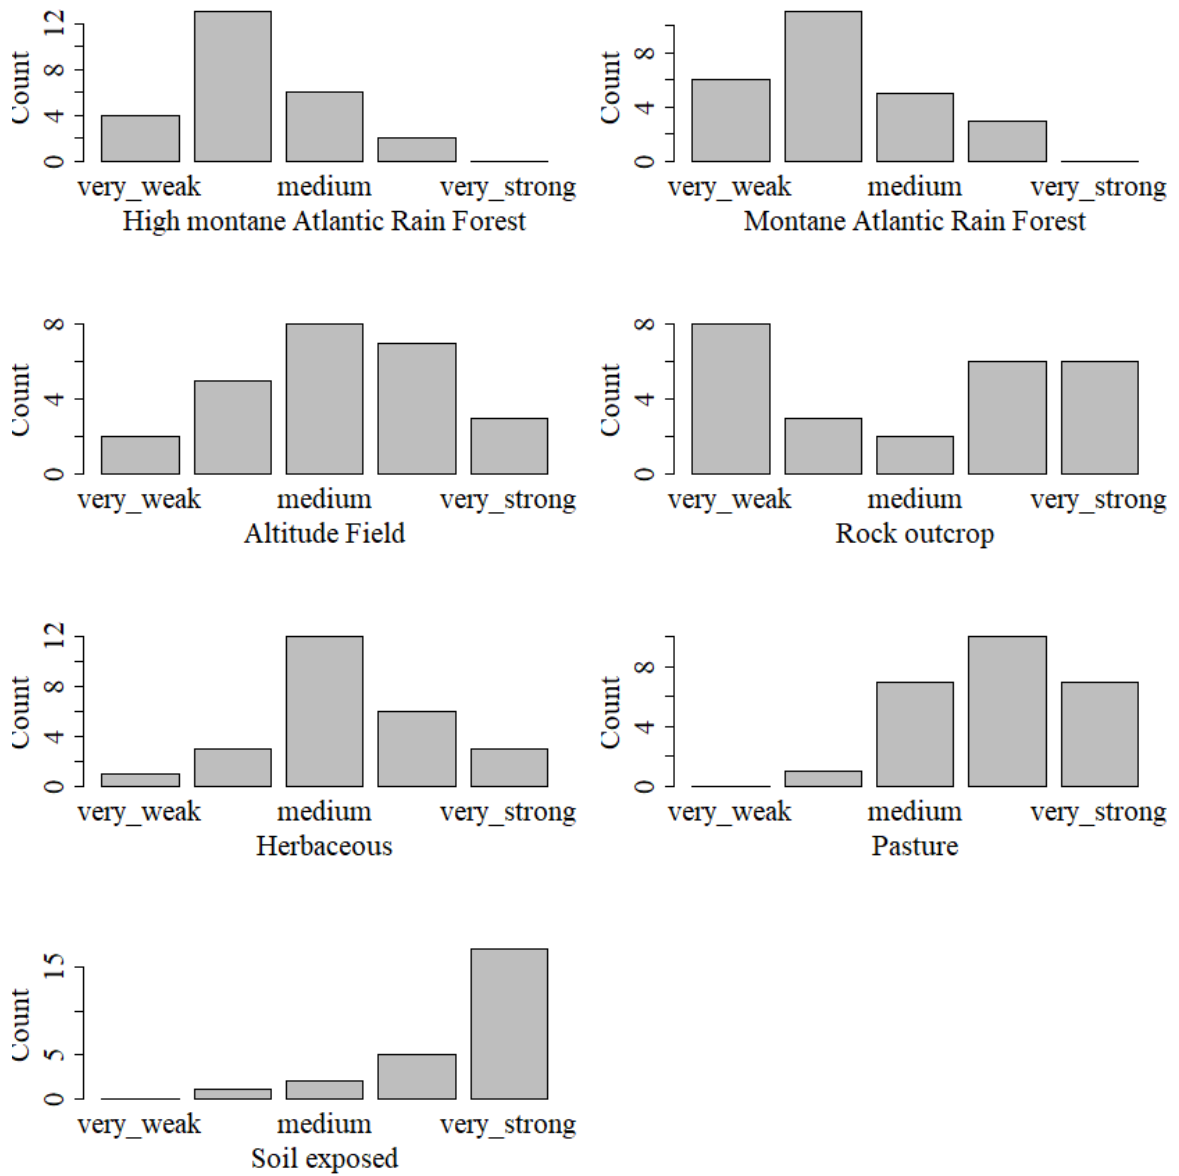 Count
12
8
4
0
very_weak medium very_strong
High montane Atlantic Rain Forest
Count
8
4
0
very_weak medium very_strong
Montane Atlantic Rain Forest
Count
8
4
0
very_weak medium very_strong
Altitude Field
Count
8
4
0
very_weak medium very_strong
Rock outcrop
Count
12
8
4
0
very_weak medium very_strong
Herbaceous
Count
8
4
0
very_weak medium very_strong
Pasture
Count
15
5
0
very_weak medium very_strong
Soil exposed